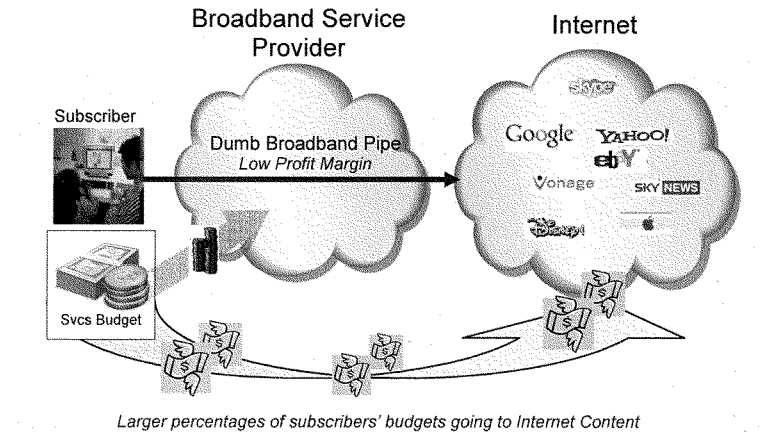 Broadband Service
Provider
Internet
Subscriber
skype
Google
YAHOO!
Dumb Broadband Pipe
Low Profit Margin
ebY
Vonage
SKY NEWS
Disney
Svcs Budget
$
$
$
$
$
$
Larger percentages of subscribers' budgets going to Internet Content